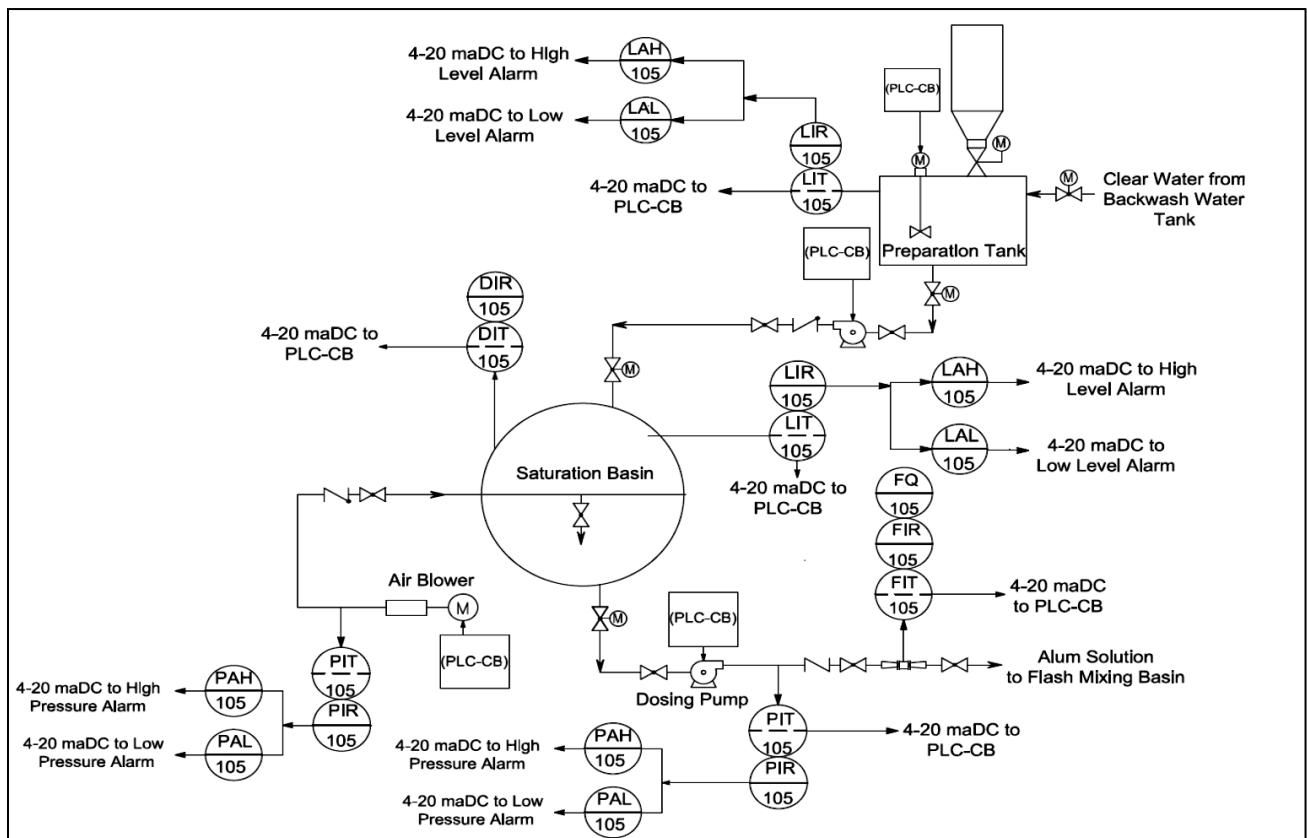 4-20 maDC to High
Level Alarm
LAH
105
4-20 maDC to Low
Level Alarm
LAL
105
LIR
105
4-20 maDC to
PLC-CB
LIT
105
(PLC-CB)
M
M
M
Clear Water from
Backwash Water
Tank
Preparation Tank
(PLC-CB)
M
DIR
105
4-20 maDC to
PLC-CB
DIT
105
M
LIR
105
LAH
105
4-20 maDC to High
Level Alarm
LIT
105
LAL
105
4-20 maDC to
Low Level Alarm
4-20 maDC to
PLC-CB
Saturation Basin
FQ
105
FIR
105
FIT
105
4-20 maDC
to PLC-CB
Air Blower
M
(PLC-CB)
M
(PLC-CB)
Dosing Pump
Alum Solution
to Flash Mixing Basin
PIT
105
4-20 maDC to High
Pressure Alarm
PAH
105
PIR
105
4-20 maDC to Low
Pressure Alarm
PAL
105
PIT
105
4-20 maDC to
PLC-CB
4-20 maDC to High
Pressure Alarm
PAH
105
PIR
105
4-20 maDC to Low
Pressure Alarm
PAL
105